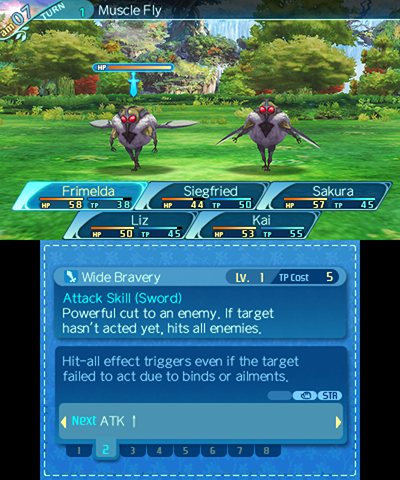 am 07 TURN 1 Muscle Fly
HP
Frimelda Siegfried Sakura
HP 58 TP 38 HP 44 TP 50 HP 57 TP 45
Liz Kai
HP 50 TP 45 HP 53 TP 55
Wide Bravery Lv. 1 TP Cost 5
Attack Skill (Sword)
Powerful cut to an enemy. If target
hasn't acted yet, hits all enemies.
Hit-all effect triggers even if the target
failed to act due to binds or ailments.
STR
Next ATK ↑
1 2 3 4 5 6 7 8